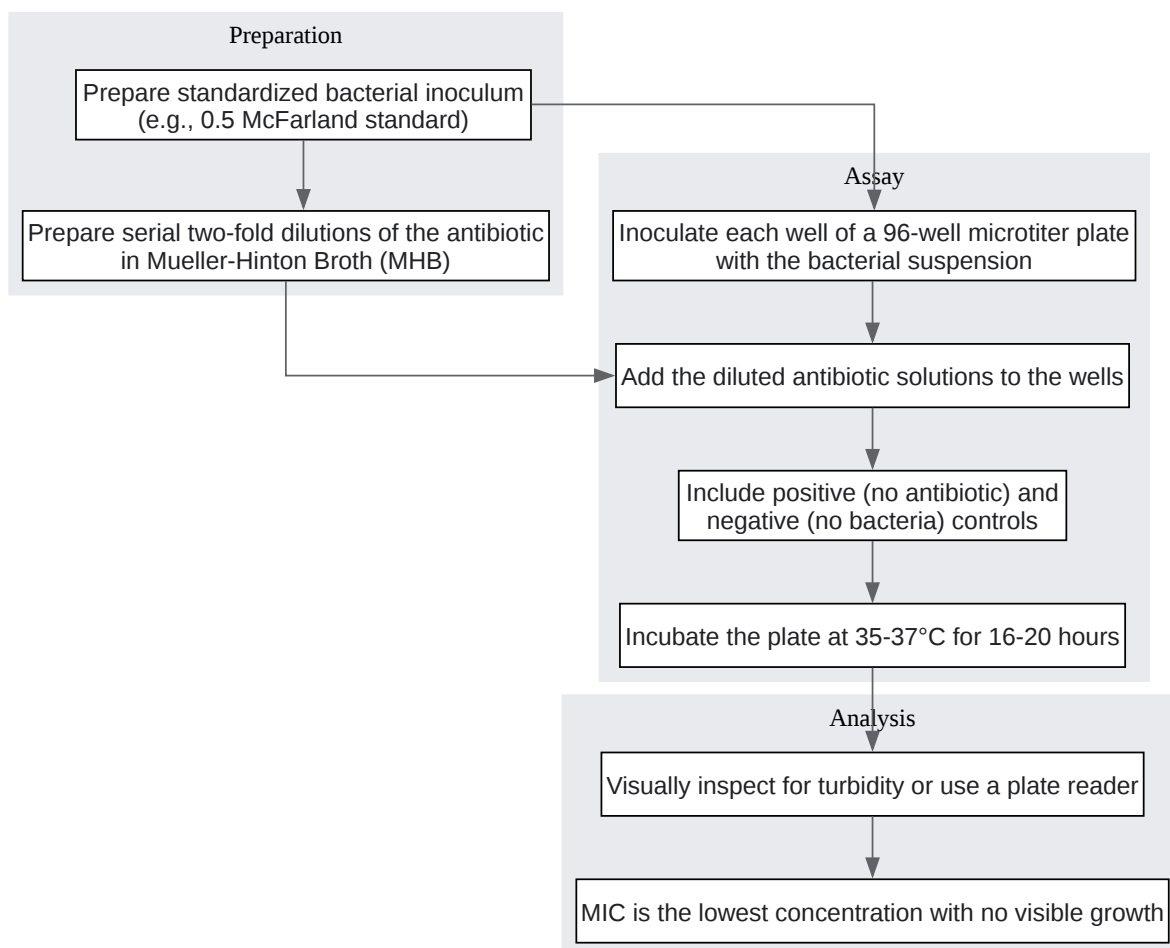 Preparation
Prepare standardized bacterial inoculum
(e.g., 0.5 McFarland standard)
Prepare serial two-fold dilutions of the antibiotic
in Mueller-Hinton Broth (MHB)
Assay
Inoculate each well of a 96-well microtiter plate
with the bacterial suspension
Add the diluted antibiotic solutions to the wells
Include positive (no antibiotic) and
negative (no bacteria) controls
Incubate the plate at 35-37°C for 16-20 hours
Analysis
Visually inspect for turbidity or use a plate reader
MIC is the lowest concentration with no visible growth